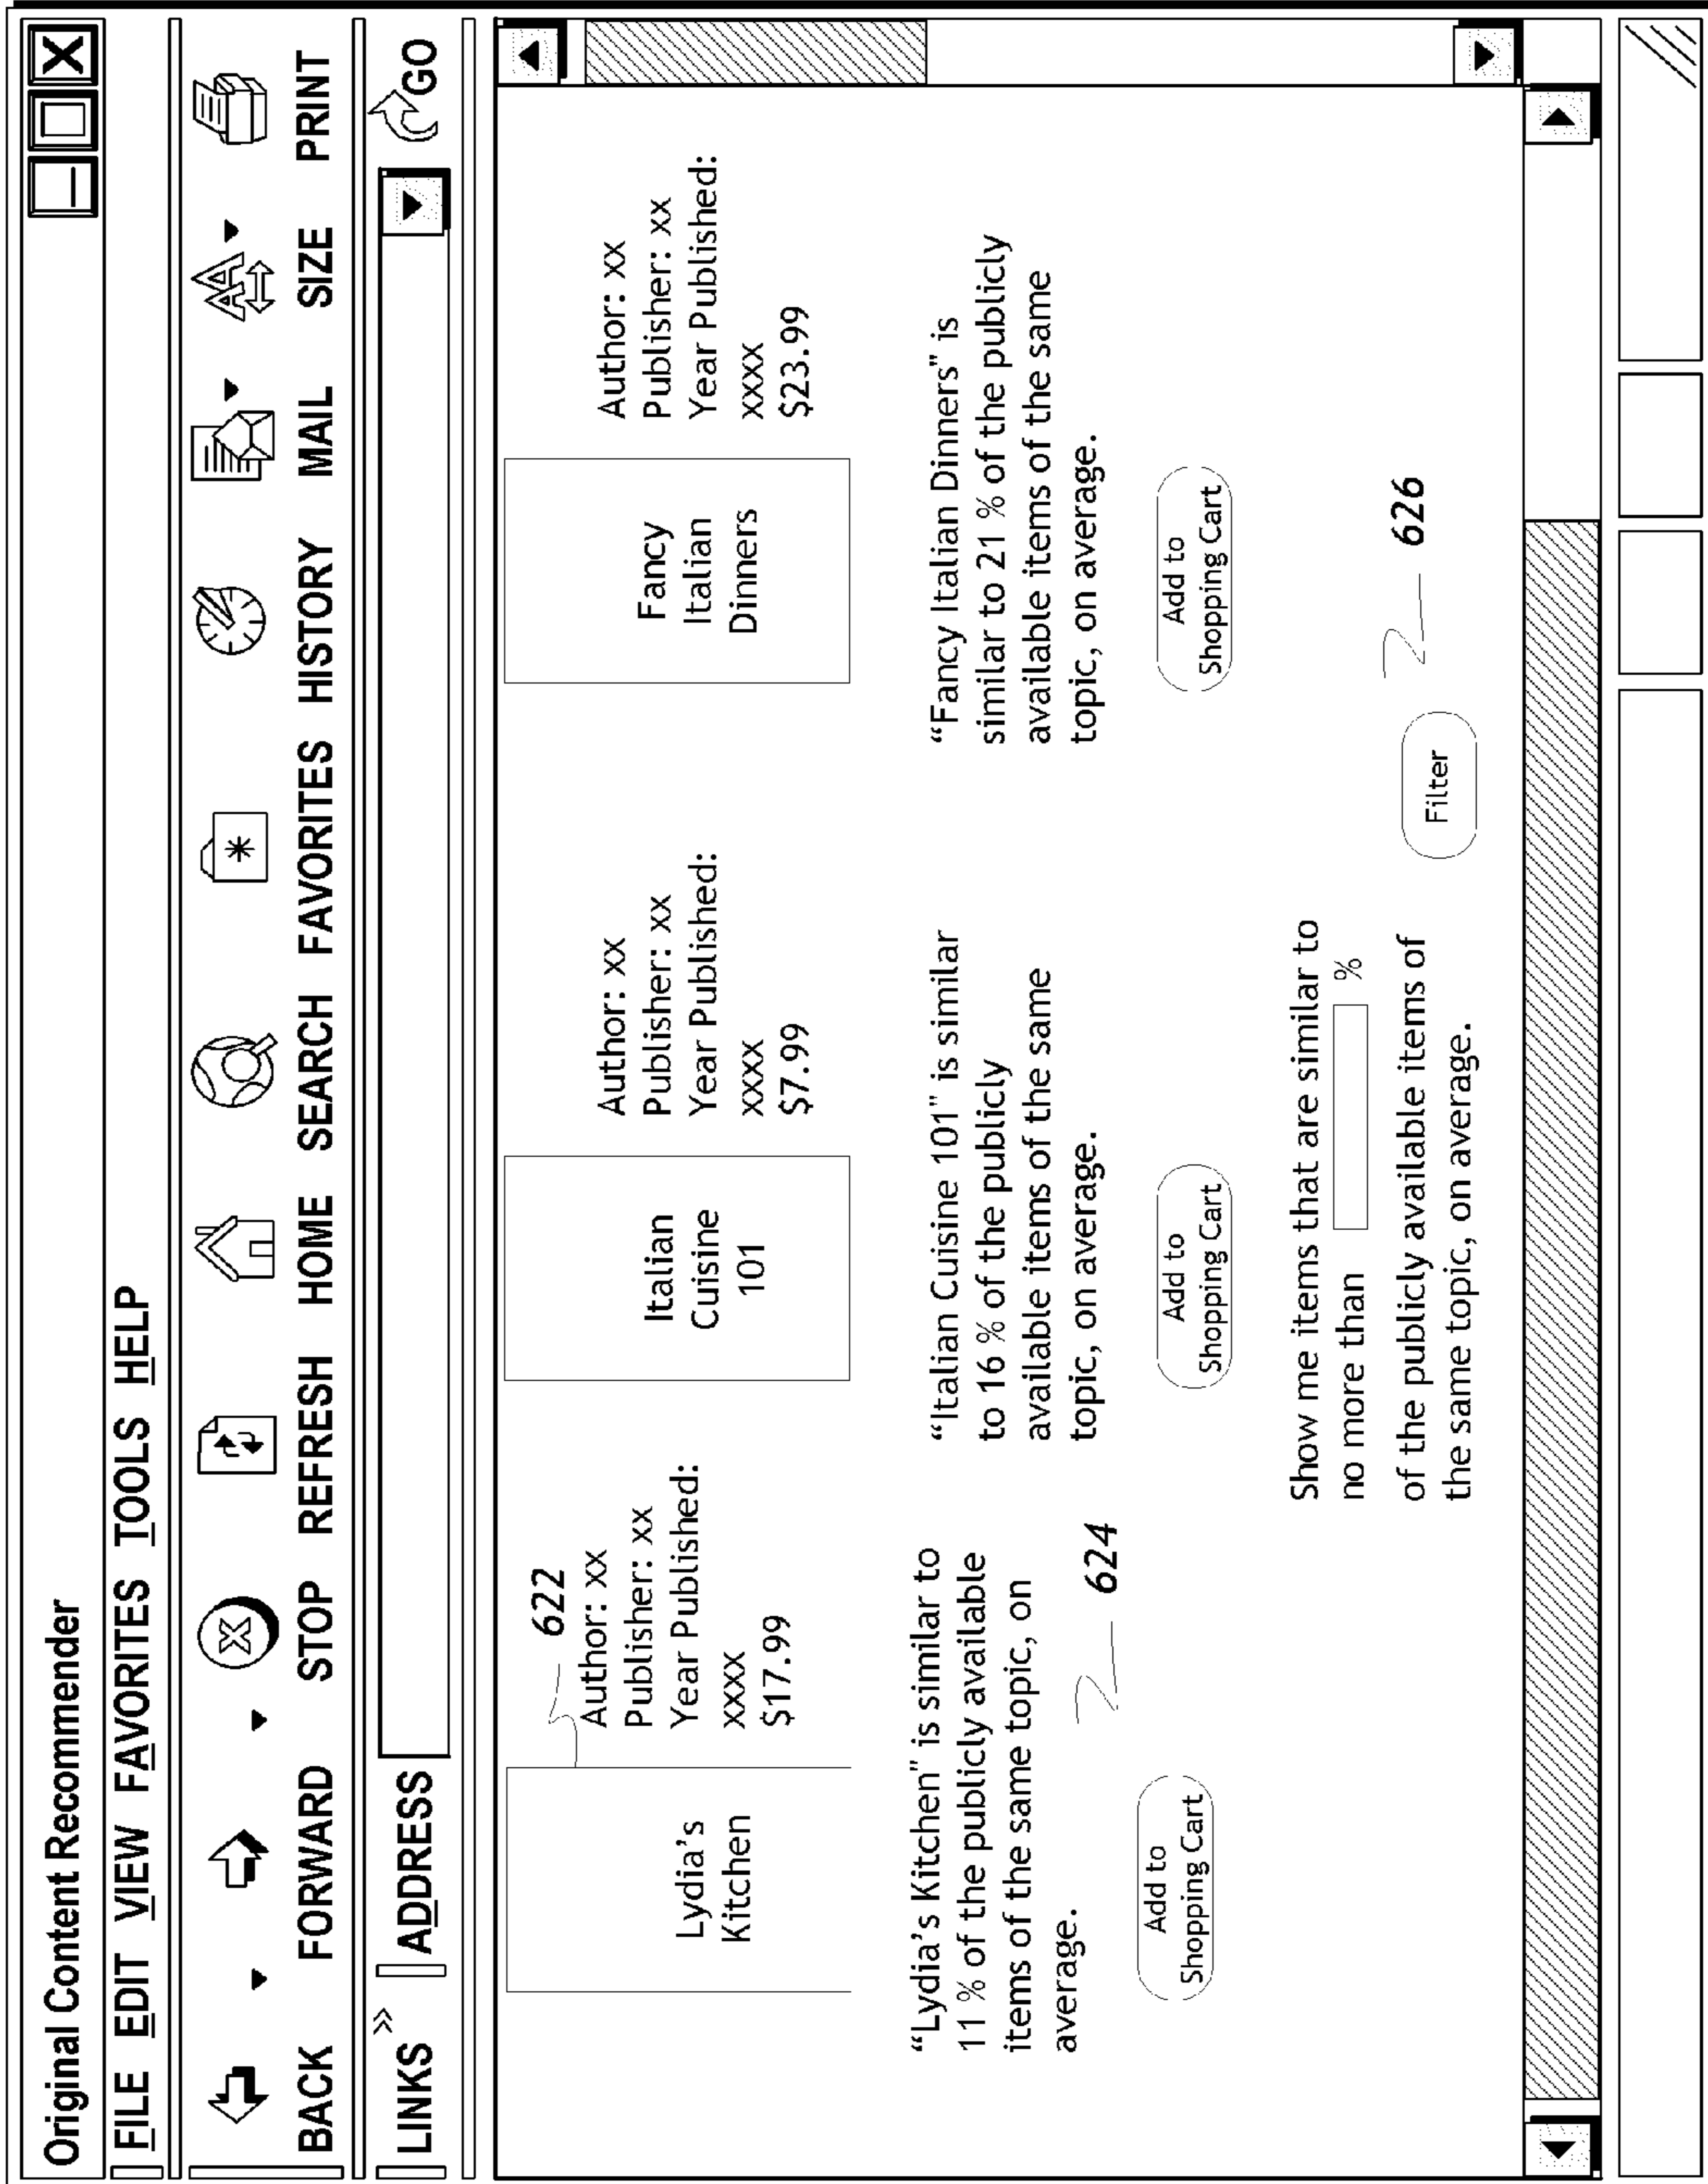 Original Content Recommender
FILE EDIT VIEW FAVORITES TOOLS HELP
BACK FORWARD STOP REFRESH HOME SEARCH FAVORITES HISTORY MAIL SIZE PRINT
LINKS » ADDRESS GO
Lydia's
Kitchen
622
Author: xx
Publisher: xx
Year Published:
xxxx
$17.99
"Lydia's Kitchen" is similar to
11 % of the publicly available
items of the same topic, on
average.
624
Add to
Shopping Cart
Italian
Cuisine
101
Author: xx
Publisher: xx
Year Published:
xxxx
$7.99
"Italian Cuisine 101" is similar
to 16 % of the publicly
available items of the same
topic, on average.
Add to
Shopping Cart
Fancy
Italian
Dinners
Author: xx
Publisher: xx
Year Published:
xxxx
$23.99
"Fancy Italian Dinners" is
similar to 21 % of the publicly
available items of the same
topic, on average.
Add to
Shopping Cart
Show me items that are similar to
no more than %
of the publicly available items of
the same topic, on average.
Filter
626